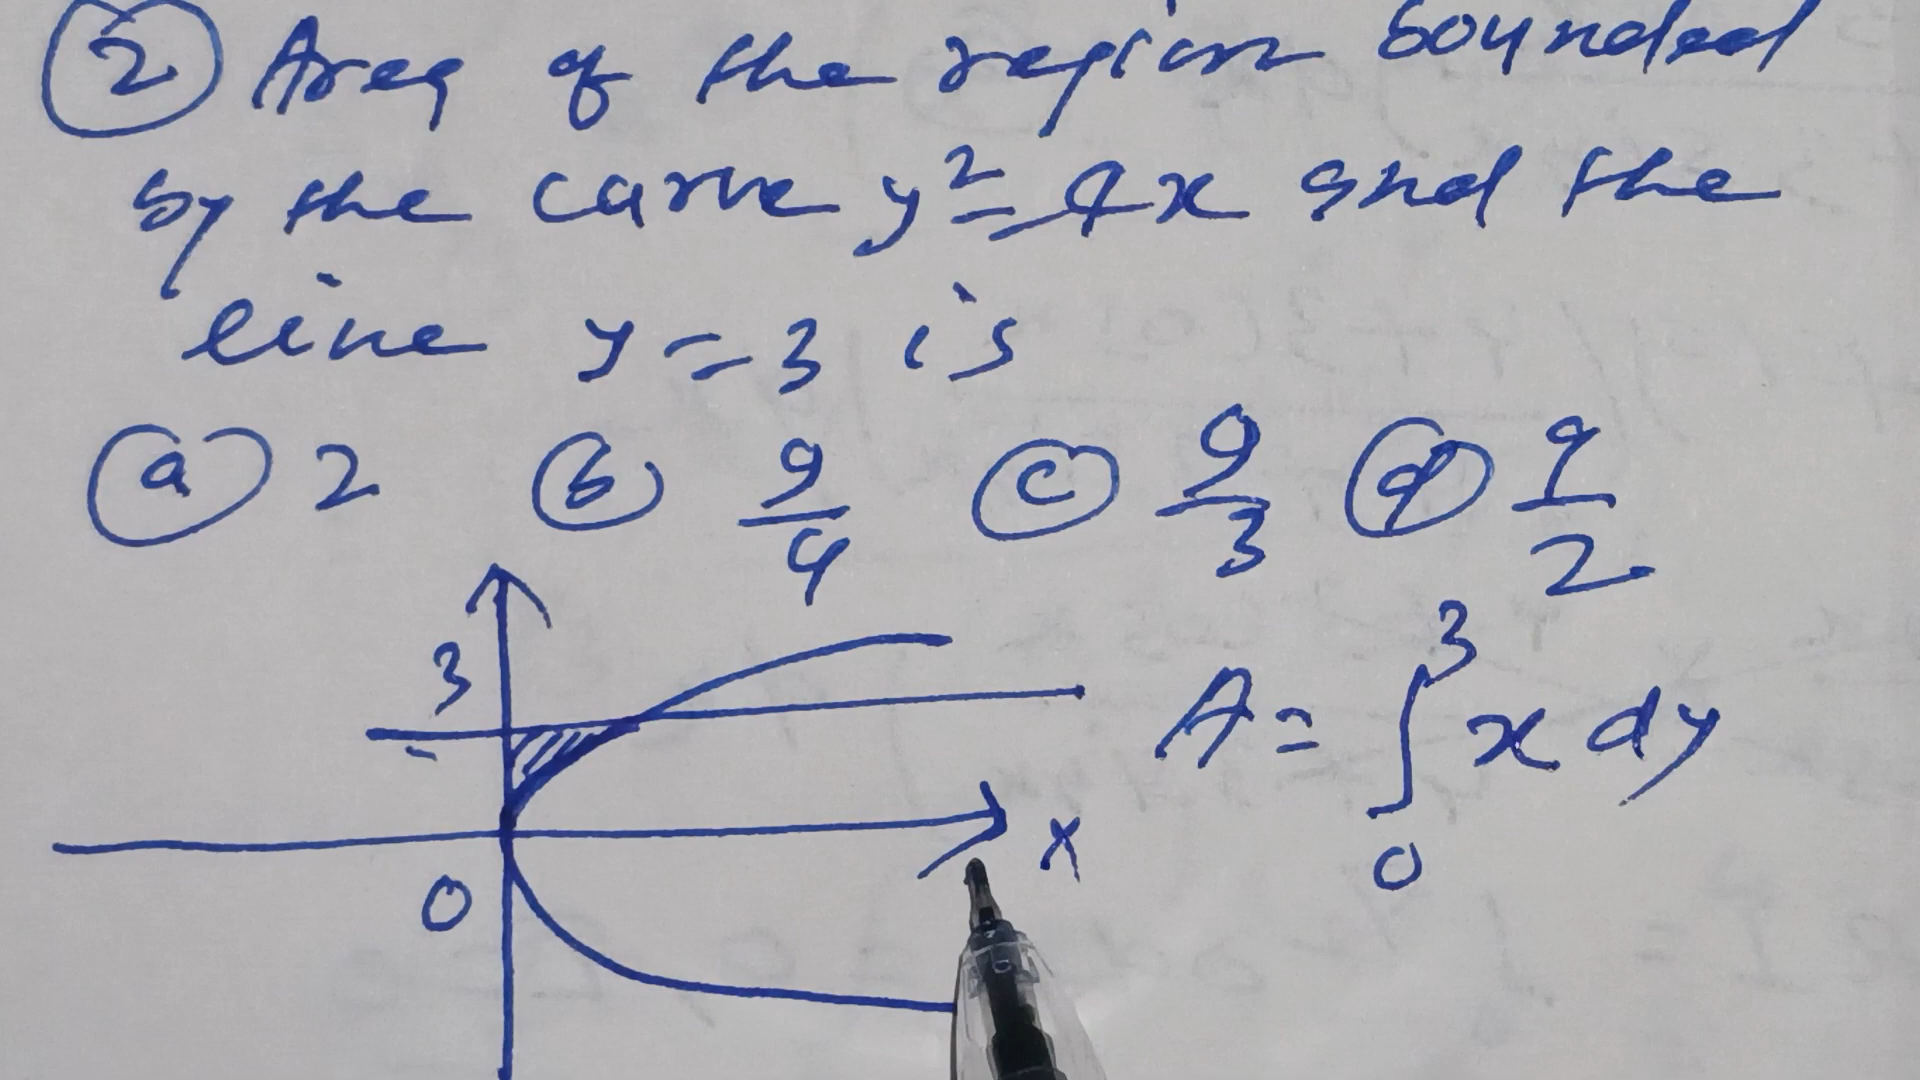 ② Area of the region bounded
by the curve y² = 4x and the
line y = 3 is
ⓐ 2 ⓑ 9/4 ⓒ 9/3 ⓓ 9/2
3
A = ∫₀³ x dy
X
0